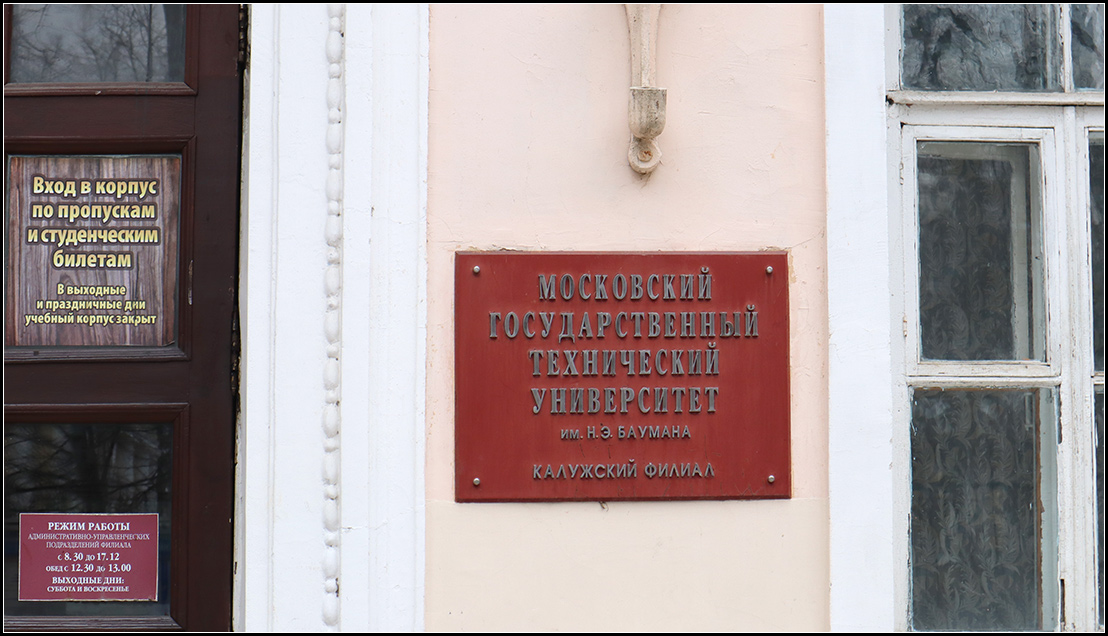 Вход в корпус
по пропускам
и студенческим
билетам
В выходные
и праздничные дни
учебный корпус закрыт
РЕЖИМ РАБОТЫ
АДМИНИСТРАТИВНО-УПРАВЛЕНЧЕСКИХ
ПОДРАЗДЕЛЕНИЙ ФИЛИАЛА
С 8.30 ДО 17.12
ОБЕД С 12.30 ДО 13.00
ВЫХОДНЫЕ ДНИ:
СУББОТА И ВОСКРЕСЕНЬЕ
МОСКОВСКИЙ
ГОСУДАРСТВЕННЫЙ
ТЕХНИЧЕСКИЙ
УНИВЕРСИТЕТ
ИМ. Н.Э. БАУМАНА
КАЛУЖСКИЙ ФИЛИАЛ